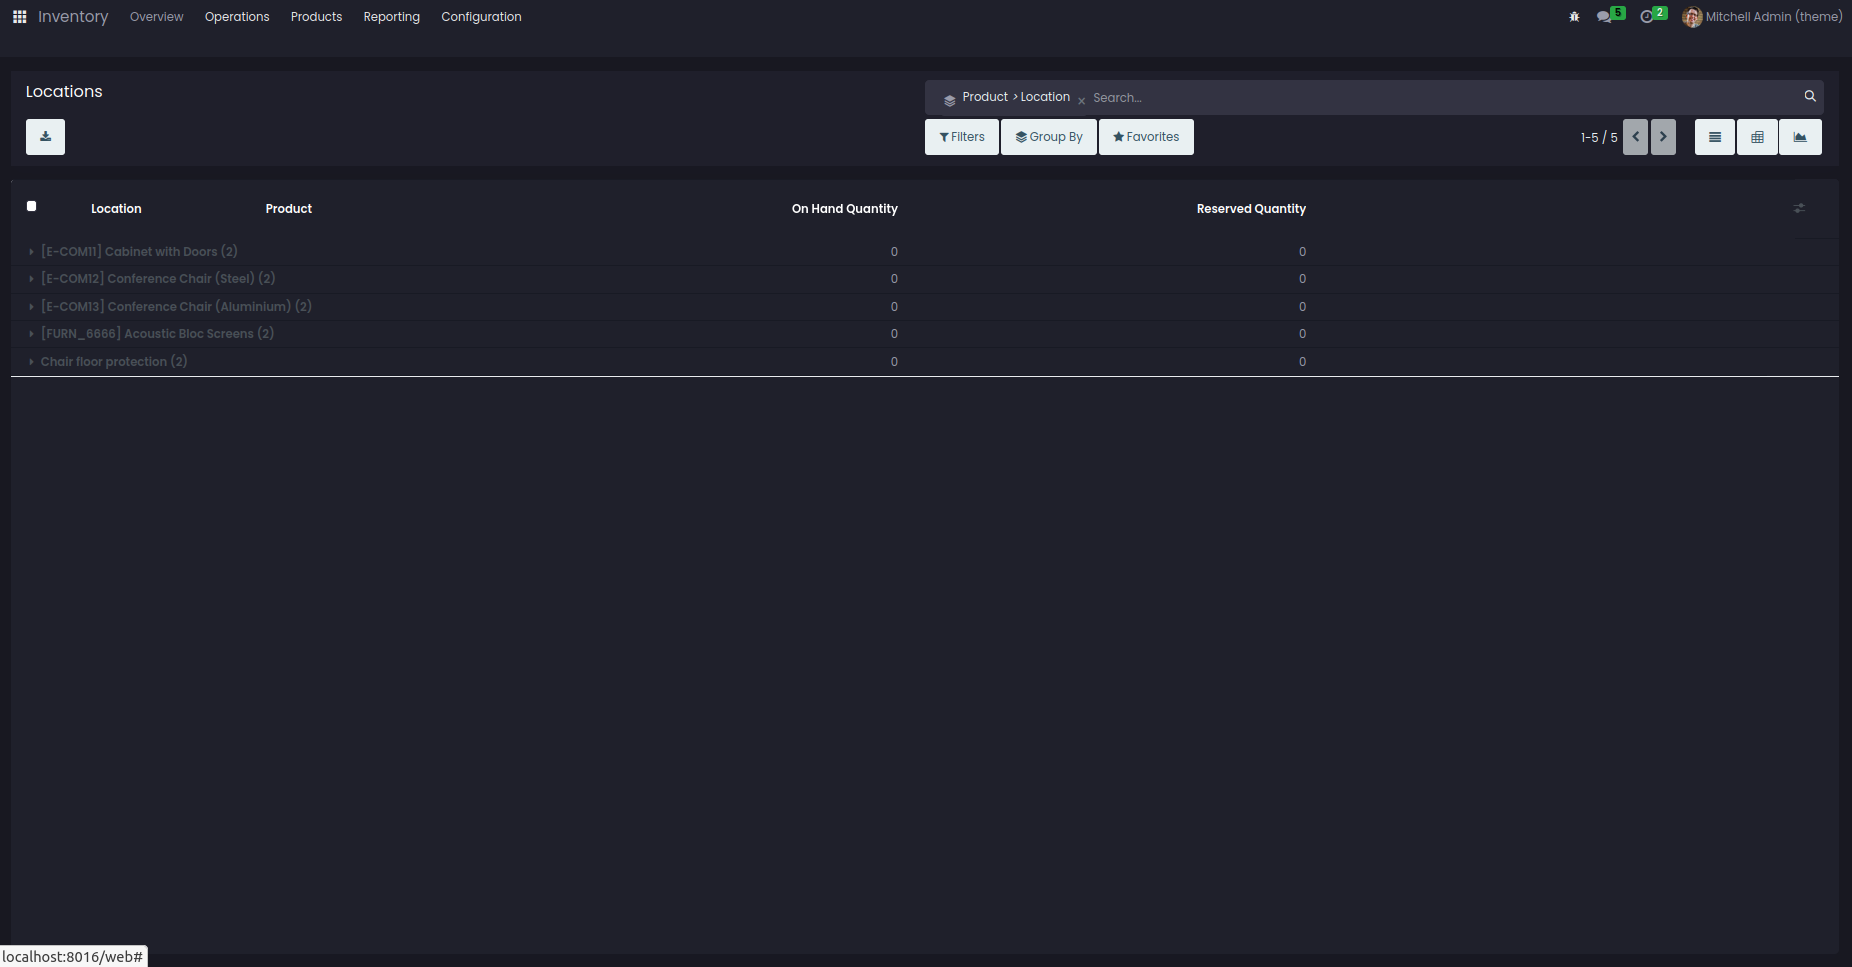 Inventory Overview Operations Products Reporting Configuration 5 2 Mitchell Admin (theme)
Locations Product > Location × Search...
Filters Group By Favorites 1-5 / 5
Location Product On Hand Quantity Reserved Quantity
[E-COM11] Cabinet with Doors (2) 0 0
[E-COM12] Conference Chair (Steel) (2) 0 0
[E-COM13] Conference Chair (Aluminium) (2) 0 0
[FURN_6666] Acoustic Bloc Screens (2) 0 0
Chair floor protection (2) 0 0
localhost:8016/web#